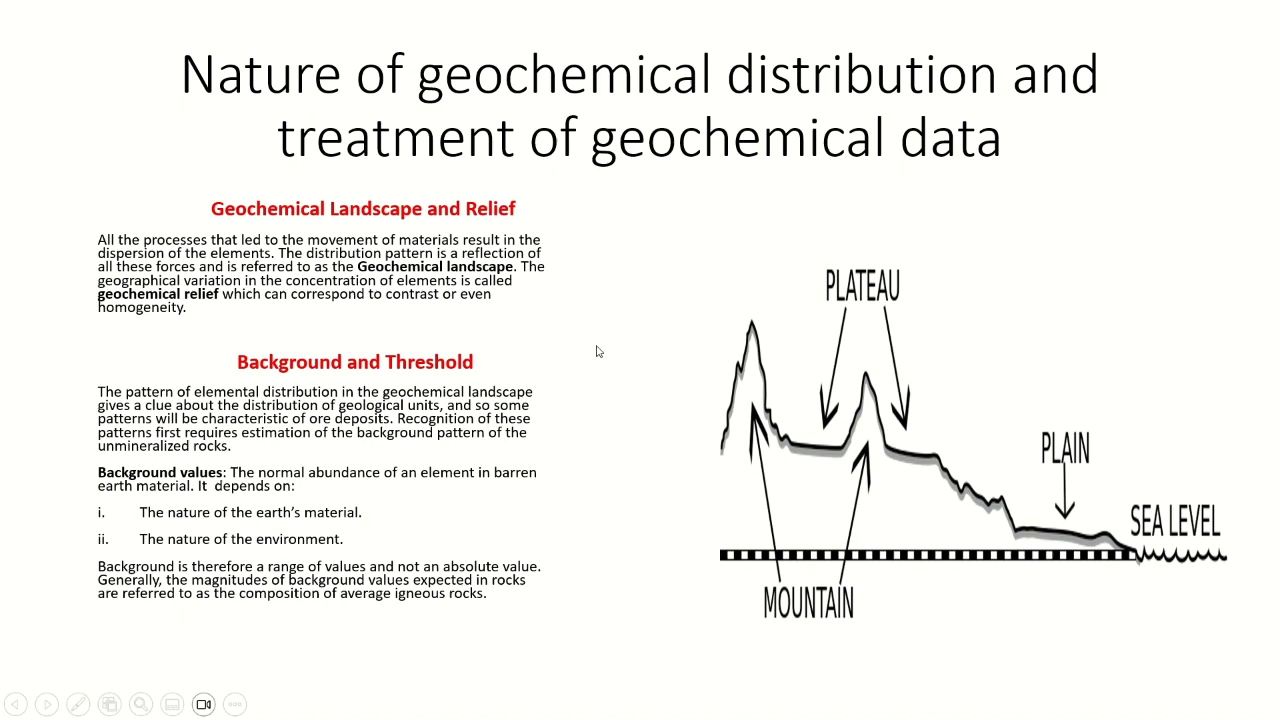 Nature of geochemical distribution and
treatment of geochemical data
Geochemical Landscape and Relief
All the processes that led to the movement of materials result in the
dispersion of the elements. The distribution pattern is a reflection of
all these forces and is referred to as the Geochemical landscape. The
geographical variation in the concentration of elements is called
geochemical relief which can correspond to contrast or even
homogeneity.
Background and Threshold
The pattern of elemental distribution in the geochemical landscape
gives a clue about the distribution of geological units, and so some
patterns will be characteristic of ore deposits. Recognition of these
patterns first requires estimation of the background pattern of the
unmineralized rocks.
Background values: The normal abundance of an element in barren
earth material. It depends on:
i. The nature of the earth's material.
ii. The nature of the environment.
Background is therefore a range of values and not an absolute value.
Generally, the magnitudes of background values expected in rocks
are referred to as the composition of average igneous rocks.
PLATEAU
PLAIN
SEA LEVEL
MOUNTAIN